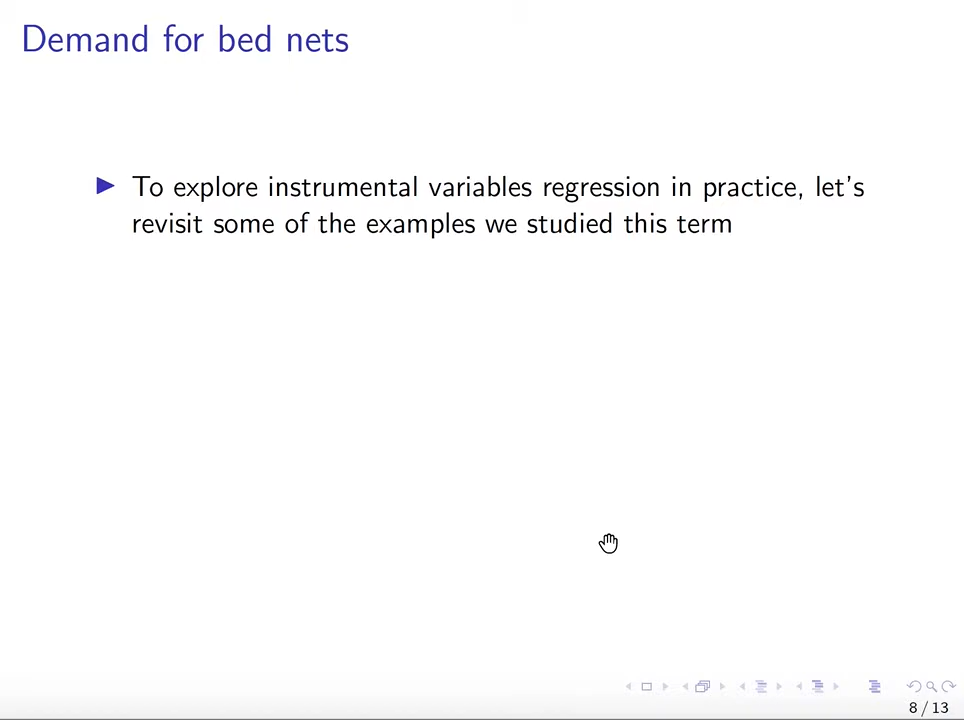 Demand for bed nets
To explore instrumental variables regression in practice, let's
revisit some of the examples we studied this term
8 / 13